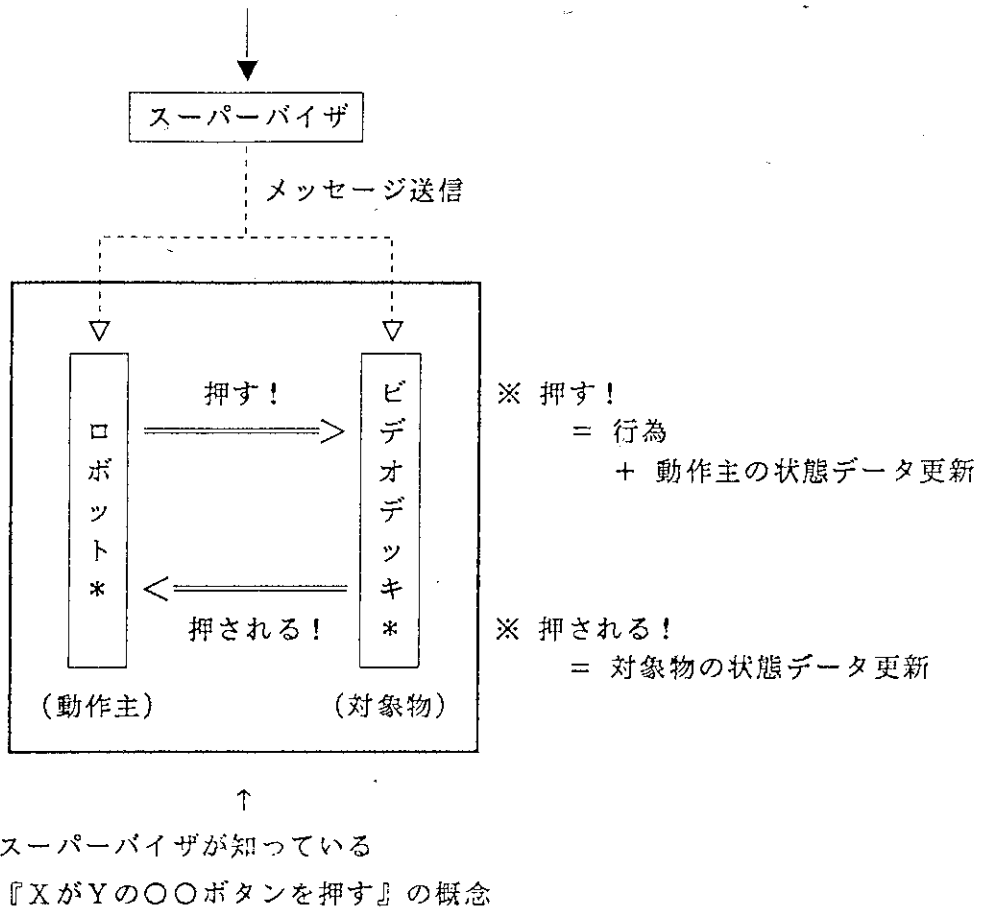 スーパーバイザ
メッセージ送信
押す!
ロボット*
ビデオデッキ*
※ 押す!
= 行為
+ 動作主の状態データ更新
押される!
※ 押される!
= 対象物の状態データ更新
(動作主)
(対象物)
↑
スーパーバイザが知っている
『XがYの〇〇ボタンを押す』の概念